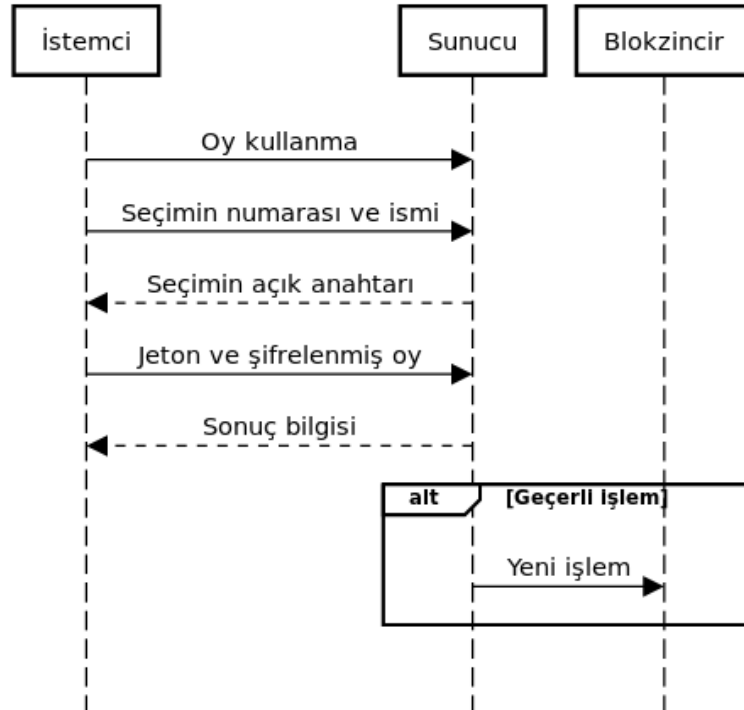 İstemci
Sunucu
Blokzincir
Oy kullanma
Seçimin numarası ve ismi
Seçimin açık anahtarı
Jeton ve şifrelenmiş oy
Sonuç bilgisi
alt
[Geçerli işlem]
Yeni işlem